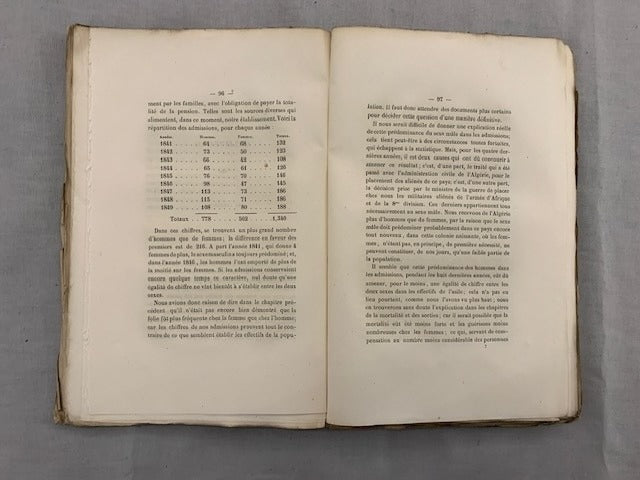 — 96 —
ment par les familles, avec l'obligation de payer la tota-
lité de la pension. Telles sont les sources diverses qui
alimentent, dans ce moment, notre établissement. Voici la
répartition des admissions, pour chaque année :
Années. Hommes. Femmes. Totaux.
1841 . . . . . 64 . . . . 68 . . . . 132
1842 . . . . . 73 . . . . 50 . . . . 123
1843 . . . . . 66 . . . . 42 . . . . 108
1844 . . . . . 65 . . . . 61 . . . . 126
1845 . . . . . 76 . . . . 70 . . . . 146
1846 . . . . . 98 . . . . 47 . . . . 145
1847 . . . . . 113 . . . . 73 . . . . 186
1848 . . . . . 115 . . . . 71 . . . . 186
1849 . . . . . 108 . . . . 80 . . . . 188
Totaux . . 778 . . . . 562 . . . . 1,340
Dans ces chiffres, se trouvent un plus grand nombre
d'hommes que de femmes; la différence en faveur des
premiers est de 216. A part l'année 1841, qui donne 4
femmes de plus, le sexe masculin a toujours prédominé; et,
dans l'année 1846, les hommes l'ont emporté de plus de
la moitié sur les femmes. Si les admissions conservaient
encore quelque temps ce caractère, nul doute qu'une
égalité de chiffre ne vînt bientôt à s'établir entre les deux
sexes.
Nous avions donc raison de dire dans le chapitre pré-
cédent qu'il n'était pas encore bien démontré que la
folie fût plus fréquente chez la femme que chez l'homme;
car les chiffres de nos admissions prouvent tout le con-
traire de ce que semblent établir les effectifs de la popu-
— 97 —
lation. Il faut donc attendre des documents plus certains
pour décider cette question d'une manière définitive.
Il nous serait difficile de donner une explication réelle
de cette prédominance du sexe mâle dans les admissions;
cela tient peut-être à des circonstances toutes fortuites,
qui échappent à la statistique. Mais, pour les quatre der-
nières années, il est deux causes qui ont dû concourir à
amener ce résultat; c'est, d'une part, le traité qui a été
passé avec l'administration civile de l'Algérie, pour le
placement des aliénés de ce pays; c'est, d'une autre part,
la décision prise par le ministre de la guerre de placer
chez nous les militaires aliénés de l'armée d'Afrique
et de la 8me division. Ces derniers appartiennent tous
nécessairement au sexe mâle. Nous recevons de l'Algérie
plus d'hommes que de femmes, par la raison que le sexe
mâle doit prédominer probablement dans ce pays encore
tout nouveau, dans cette colonie naissante, où les fem-
mes, n'étant pas, en principe, de première nécessité, ne
peuvent constituer, de nos jours, qu'une faible partie de
la population.
Il semble que cette prédominance des hommes dans
les admissions, pendant les huit dernières années, eût dû
amener, pour le moins, une égalité de chiffre entre les
deux sexes dans les effectifs de l'asile; cela n'a pas eu
lieu pourtant, comme nous l'avons vu plus haut; nous
en trouverons sans doute l'explication dans les chapitres
de la mortalité et des sorties; car il serait possible que la
mortalité eût été moins forte et les guérisons moins
nombreuses chez les femmes; ce qui, servant de com-
pensation au nombre moins considérable des personnes